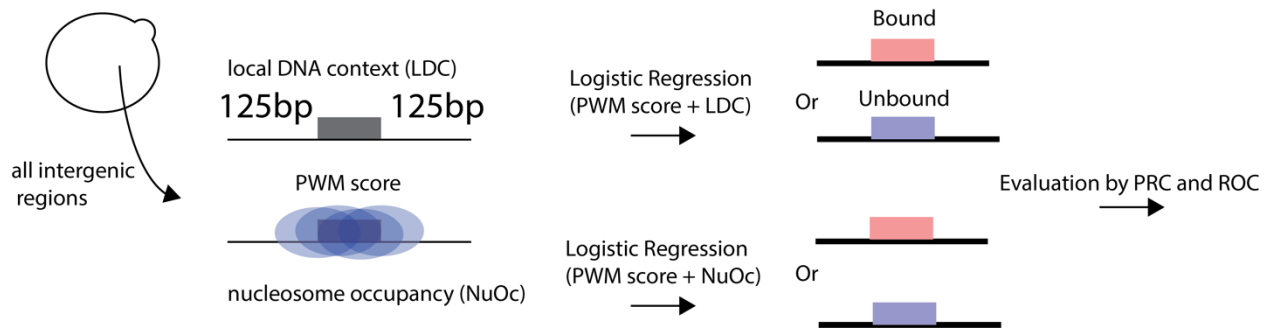 all intergenic
regions
local DNA context (LDC)
125bp 125bp
PWM score
nucleosome occupancy (NuOc)
Logistic Regression
(PWM score + LDC)
Logistic Regression
(PWM score + NuOc)
Bound
Or
Unbound
Or
Evaluation by PRC and ROC